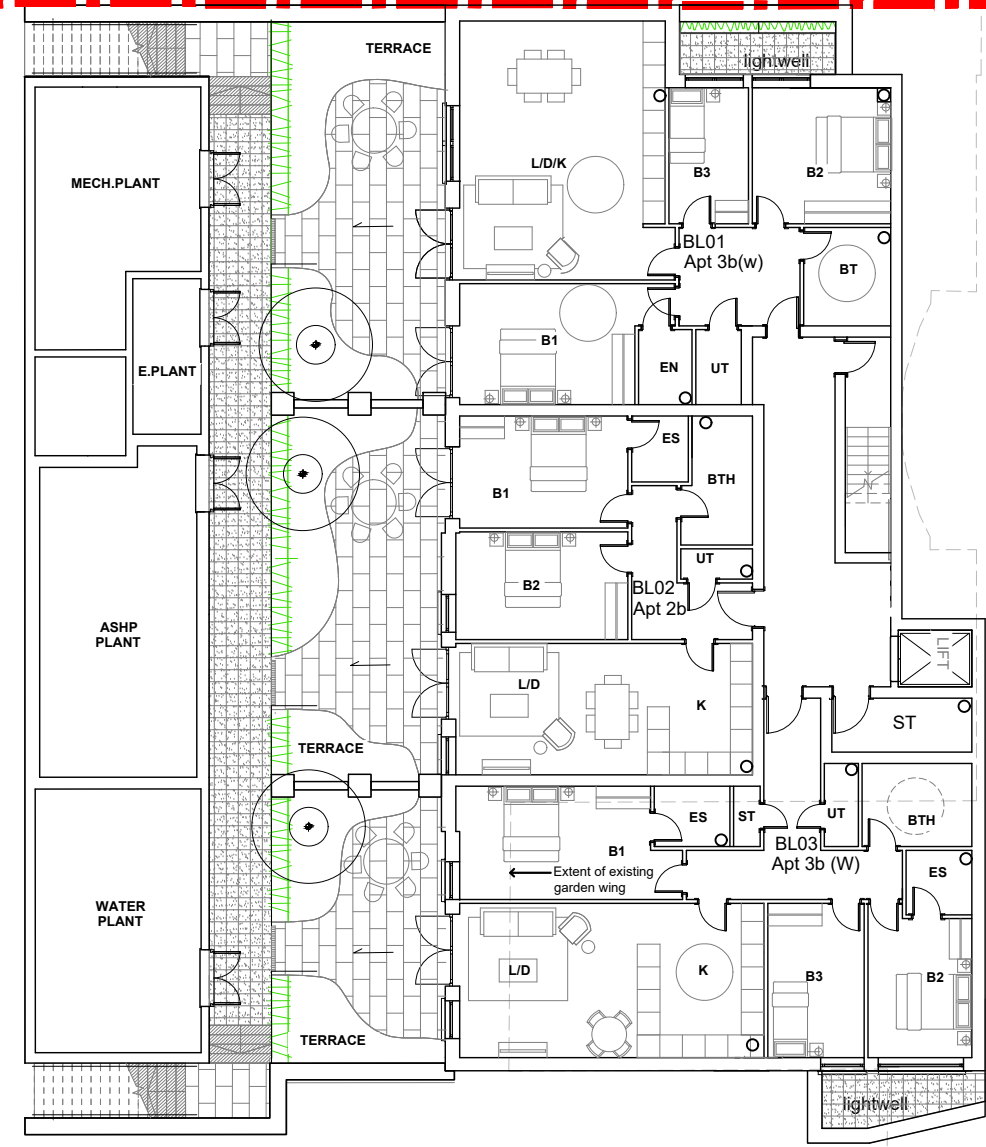 TERRACE
lightwell
MECH.PLANT
L/D/K
B3
B2
BL01
Apt 3b(w)
BT
B1
EN
UT
E.PLANT
ES
B1
BTH
UT
B2
BL02
Apt 2b
ASHP
PLANT
LIFT
L/D
K
ST
TERRACE
ES
ST
UT
BTH
B1
BL03
Apt 3b (W)
Extent of existing
garden wing
ES
WATER
PLANT
L/D
K
B3
B2
TERRACE
lightwell